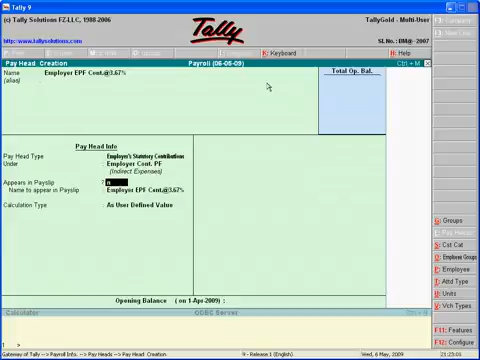 Tally 9
(c) Tally Solutions FZ-LLC, 1988-2006
TallyGold - Multi-User
Tally
http://www.tallysolutions.com
SL No. : DM@ - 2007
K: Keyboard
H: Help
Pay Head Creation
Payroll (06-05-09)
Ctrl + M
Name : Employer EPF Cont.@3.67%
(alias)
Total Op. Bal.
Pay Head Info
Pay Head Type : Employer's Statutory Contributions
Under : Employer Cont. PF
(Indirect Expenses)
Appears in Payslip ? n
Name to appear in Payslip : Employer EPF Cont.@3.67%
Calculation Type : As User Defined Value
Opening Balance ( on 1-Apr-2009) :
G: Groups
E: Pay Heads
S: Cst Cat
O: Employee Groups
P: Employee
T: Attd Type
U: Units
V: Vch Types
F11: Features
F12: Configure
Calculator
ODBC Server
Ctrl + N
1 >
Gateway of Tally --> Payroll Info. --> Pay Heads --> Pay Head Creation
9 - Release 1 (English)
Wed, 6 May, 2009